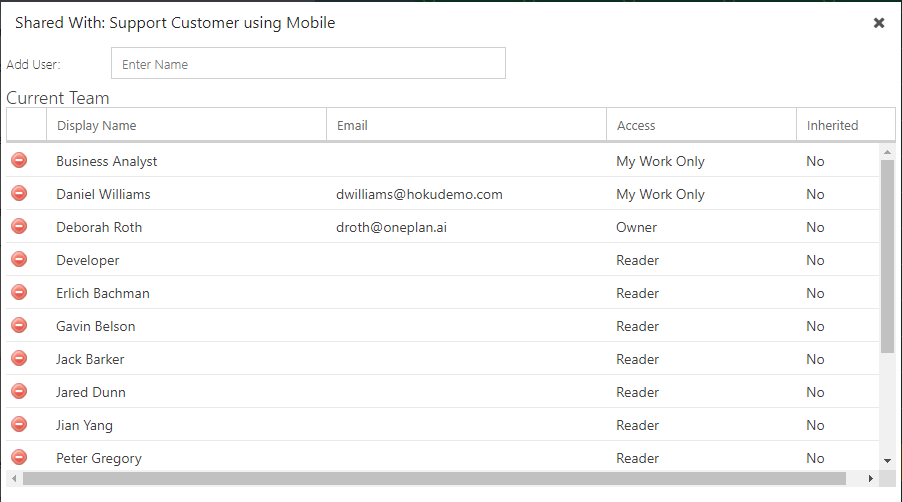 Shared With: Support Customer using Mobile
Add User: Enter Name
Current Team
Display Name Email Access Inherited
Business Analyst My Work Only No
Daniel Williams dwilliams@hokudemo.com My Work Only No
Deborah Roth droth@oneplan.ai Owner No
Developer Reader No
Erlich Bachman Reader No
Gavin Belson Reader No
Jack Barker Reader No
Jared Dunn Reader No
Jian Yang Reader No
Peter Gregory Reader No